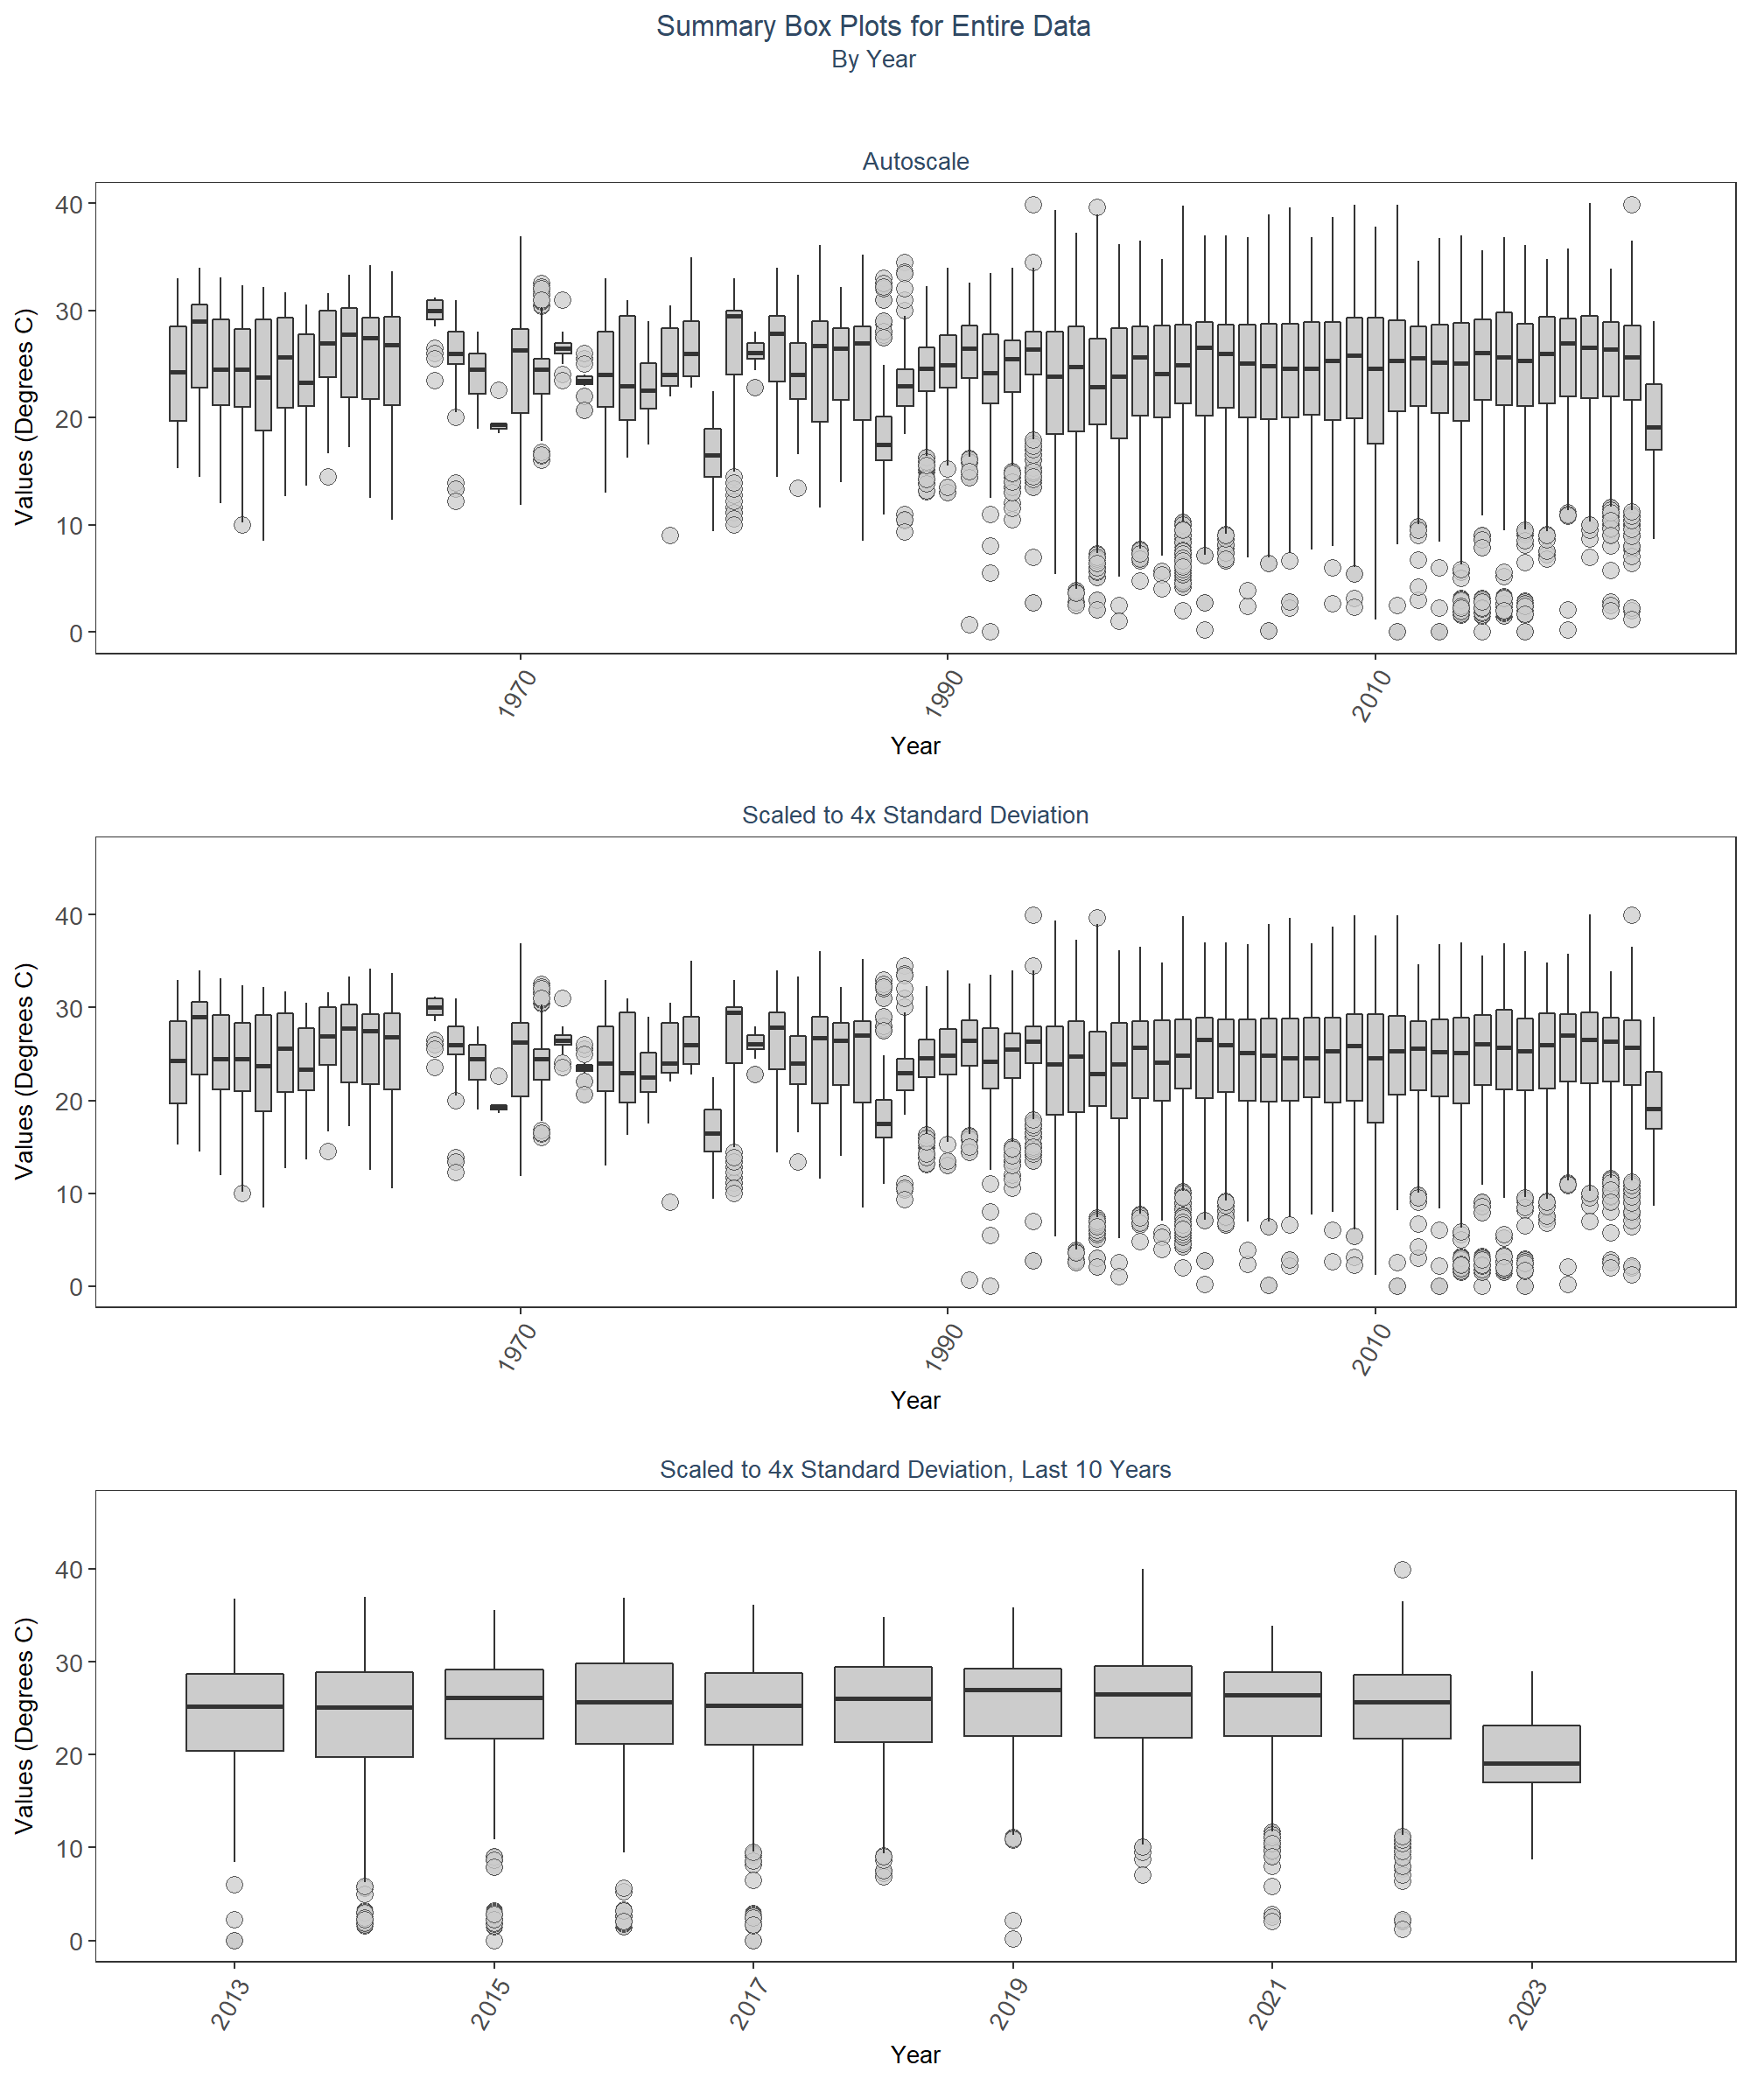 Summary Box Plots for Entire Data
By Year
Autoscale
Values (Degrees C)
40
30
20
10
0
1970
1990
2010
Year
Scaled to 4x Standard Deviation
Values (Degrees C)
40
30
20
10
0
1970
1990
2010
Year
Scaled to 4x Standard Deviation, Last 10 Years
Values (Degrees C)
40
30
20
10
0
2013
2015
2017
2019
2021
2023
Year